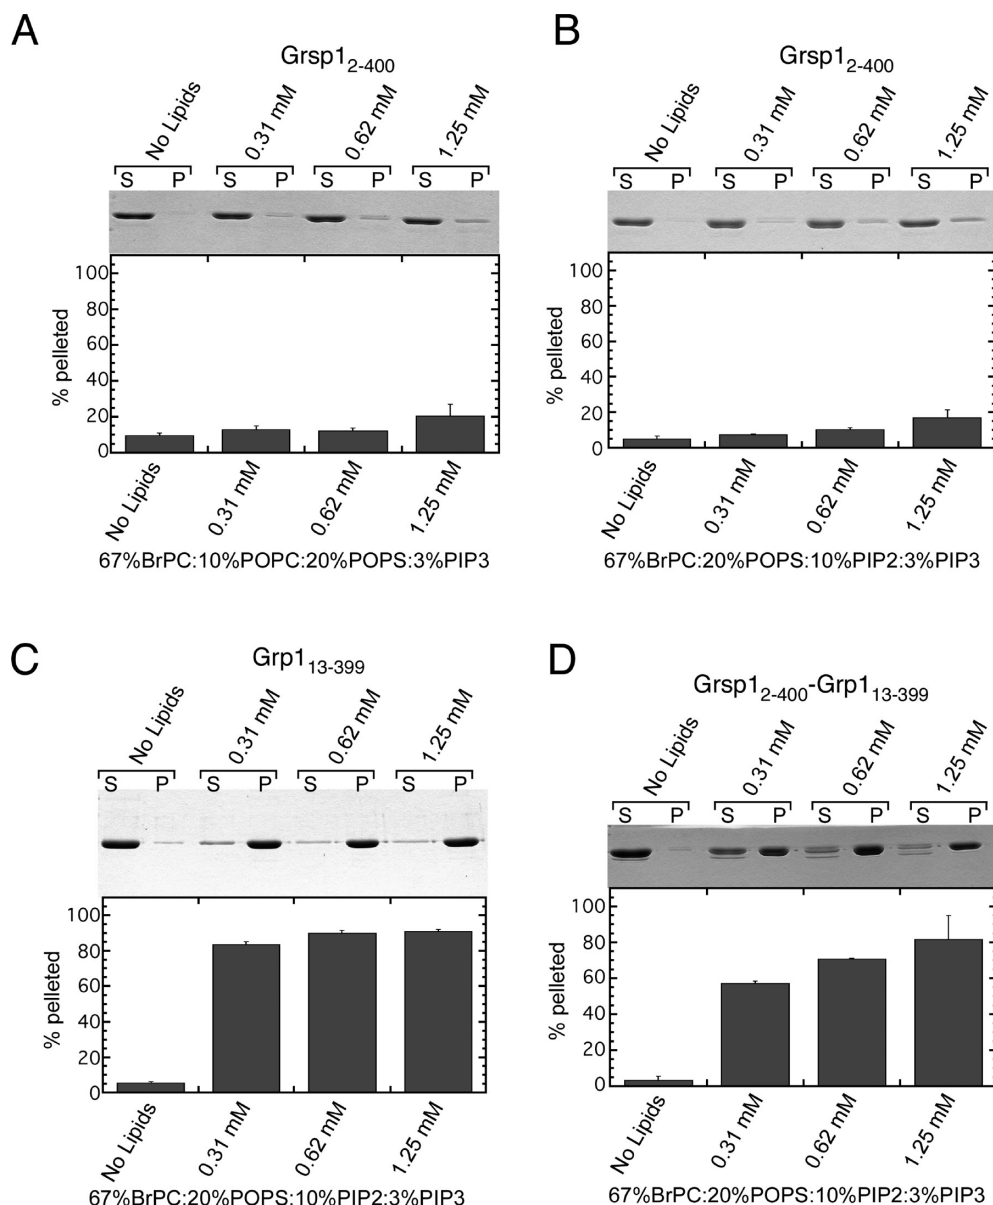 A
Grsp1₂₋₄₀₀
No Lipids
0.31 mM
0.62 mM
1.25 mM
S P S P S P S P
100
80
60
40
20
0
% pelleted
No Lipids
0.31 mM
0.62 mM
1.25 mM
67%BrPC:10%POPC:20%POPS:3%PIP3
B
Grsp1₂₋₄₀₀
No Lipids
0.31 mM
0.62 mM
1.25 mM
S P S P S P S P
100
80
60
40
20
0
% pelleted
No Lipids
0.31 mM
0.62 mM
1.25 mM
67%BrPC:20%POPS:10%PIP2:3%PIP3
C
Grp1₁₃₋₃₉₉
No Lipids
0.31 mM
0.62 mM
1.25 mM
S P S P S P S P
100
80
60
40
20
0
% pelleted
No Lipids
0.31 mM
0.62 mM
1.25 mM
67%BrPC:20%POPS:10%PIP2:3%PIP3
D
Grsp1₂₋₄₀₀-Grp1₁₃₋₃₉₉
No Lipids
0.31 mM
0.62 mM
1.25 mM
S P S P S P S P
100
80
60
40
20
0
% pelleted
No Lipids
0.31 mM
0.62 mM
1.25 mM
67%BrPC:20%POPS:10%PIP2:3%PIP3